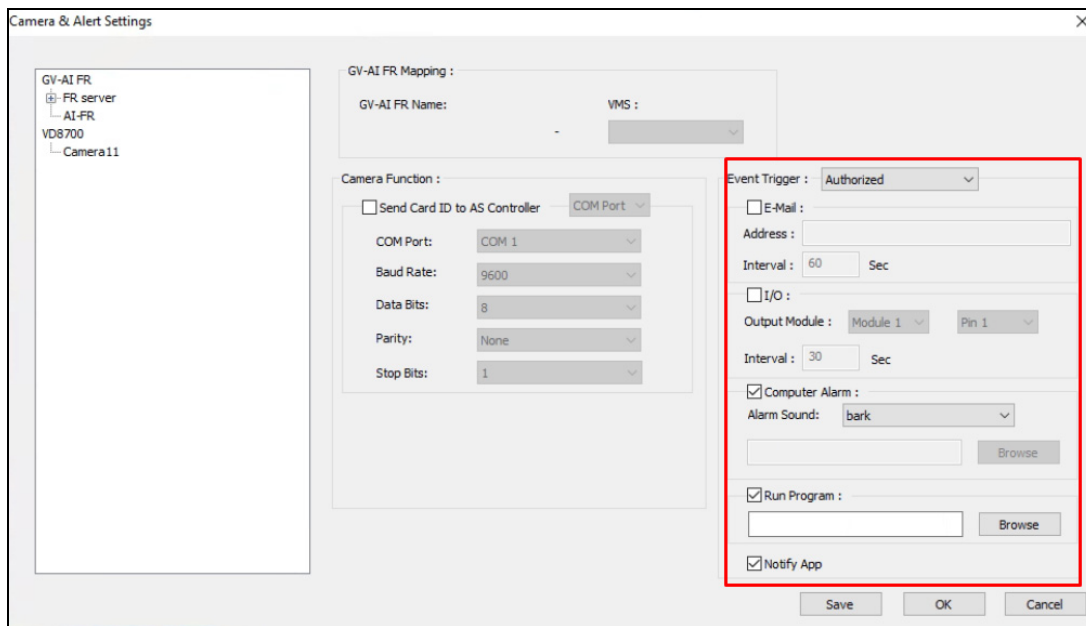 Camera & Alert Settings
GV-AI FR
FR server
AI-FR
VD8700
Camera11
GV-AI FR Mapping :
GV-AI FR Name:
VMS :
-
Camera Function :
Send Card ID to AS Controller COM Port
COM Port: COM 1
Baud Rate: 9600
Data Bits: 8
Parity: None
Stop Bits: 1
Event Trigger : Authorized
E-Mail :
Address :
Interval : 60 Sec
I/O :
Output Module : Module 1 Pin 1
Interval : 30 Sec
Computer Alarm :
Alarm Sound: bark
Browse
Run Program :
Browse
Notify App
Save OK Cancel